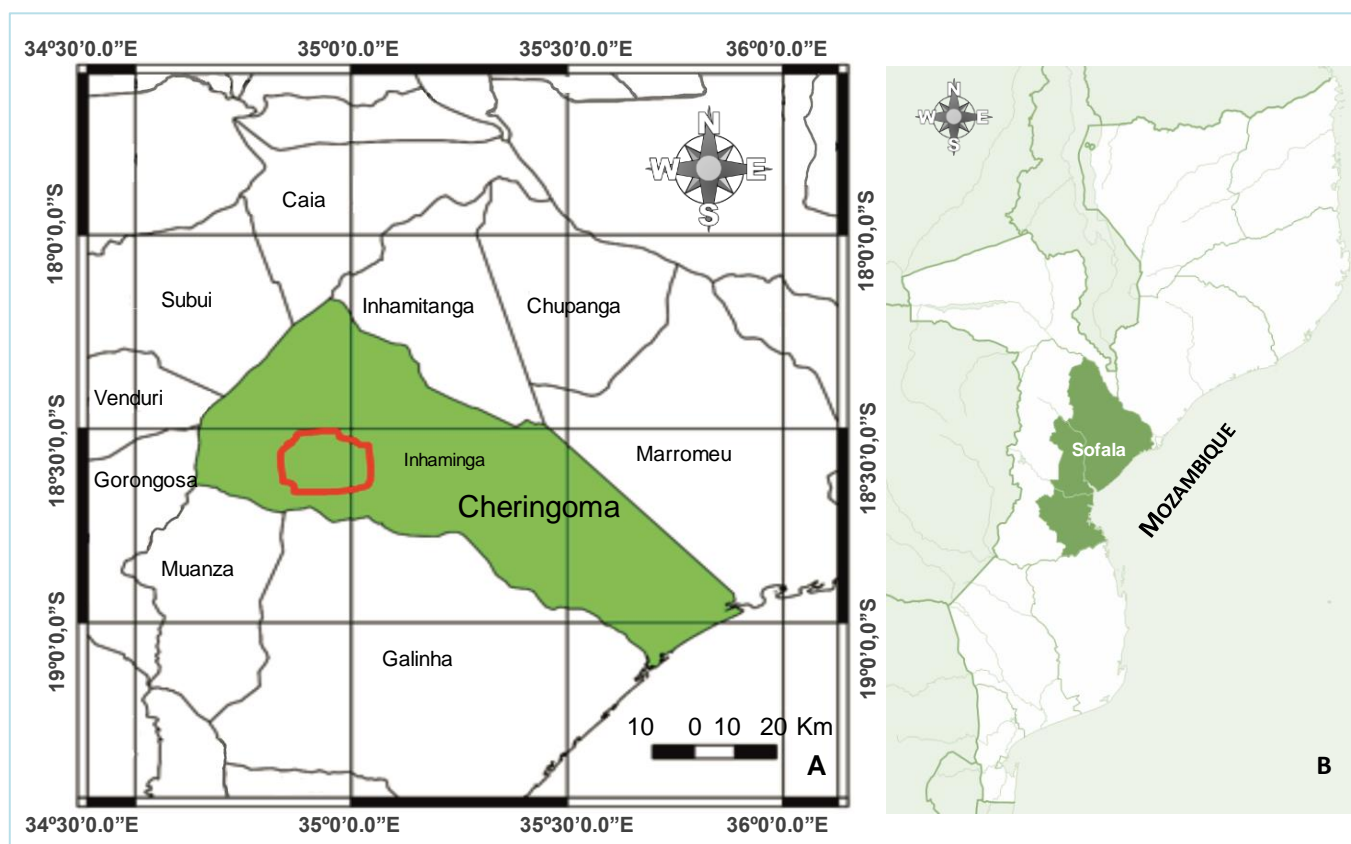 34º30’0.0”E 35º0’0.0”E 35º30’0.0”E 36º0’0.0”E
N
W E
S
18º0’0,0”S
18º30’0,0”S
19º0’0,0”S
Caia
Subui
Inhamitanga
Chupanga
Venduri
Gorongosa
Inhaminga
Marromeu
Cheringoma
Muanza
Galinha
10 0 10 20 Km
A
18º0’0,0”S
18º30’0,0”S
19º0’0,0”S
34º30’0.0”E 35º0’0.0”E 35º30’0.0”E 36º0’0.0”E
N
W E
S
Sofala
MOZAMBIQUE
B